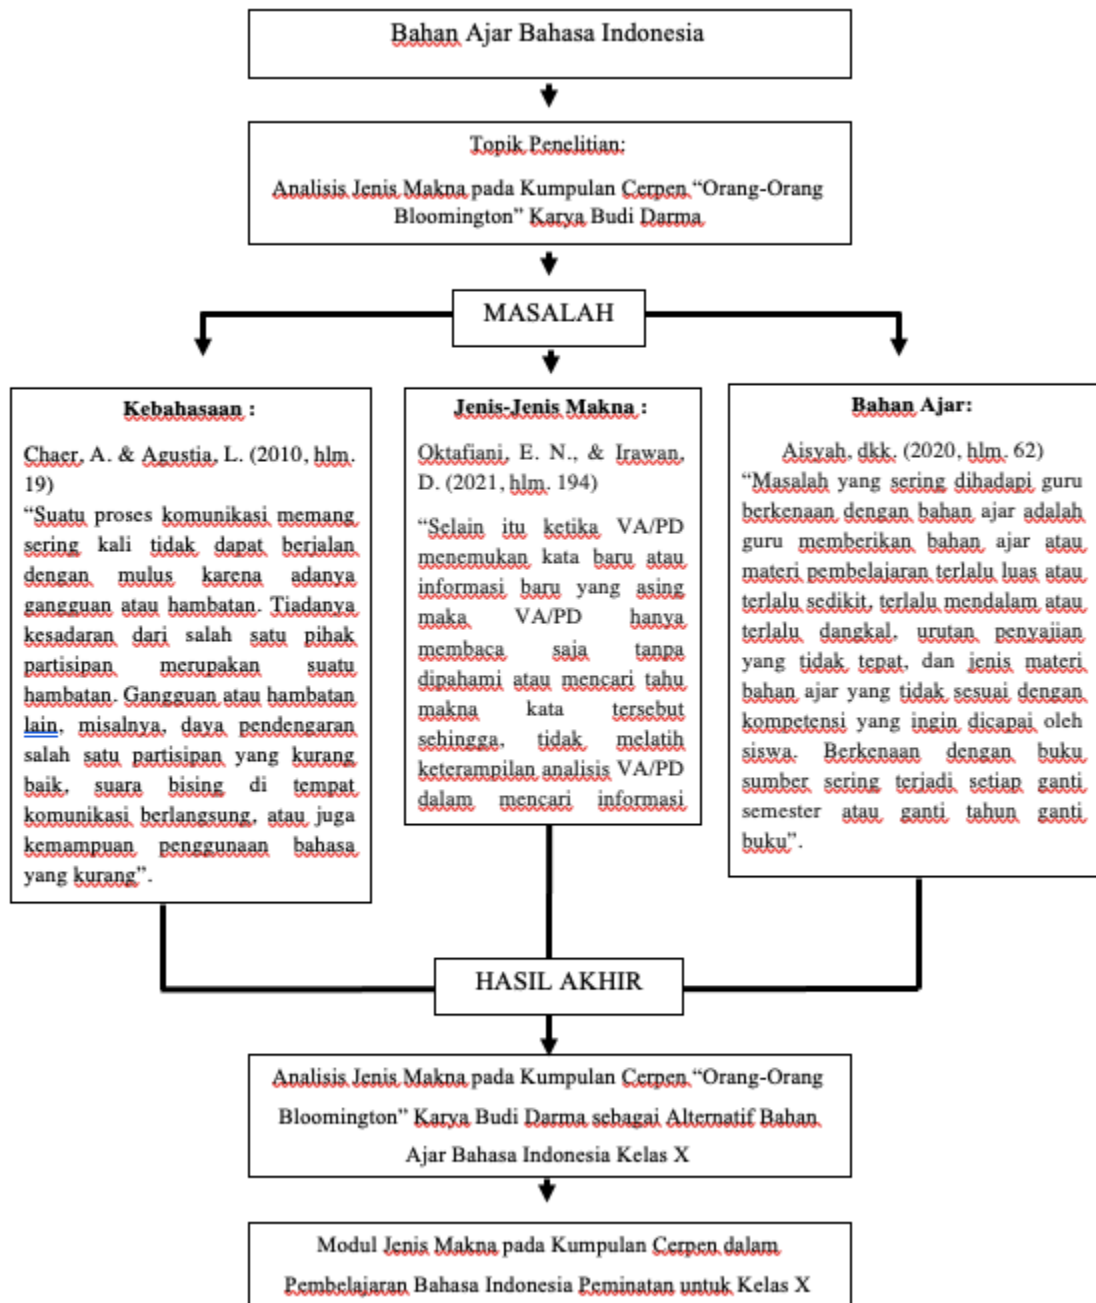 Bahan Ajar Bahasa Indonesia
Topik Penelitian:
Analisis Jenis Makna pada Kumpulan Cerpen “Orang-Orang
Bloomington” Karya Budi Darma
MASALAH
Kebahasaan :
Chaer, A. & Agustia, L. (2010, hlm.
19)
“Suatu proses komunikasi memang
sering kali tidak dapat berjalan
dengan mulus karena adanya
gangguan atau hambatan. Tiadanya
kesadaran dari salah satu pihak
partisipan merupakan suatu
hambatan. Gangguan atau hambatan
lain, misalnya, daya pendengaran
salah satu partisipan yang kurang
baik, suara bising di tempat
komunikasi berlangsung, atau juga
kemampuan penggunaan bahasa
yang kurang”.
Jenis-Jenis Makna :
Oktafiani, E. N., & Irawan,
D. (2021, hlm. 194)
“Selain itu ketika VA/PD
menemukan kata baru atau
informasi baru yang asing
maka VA/PD hanya
membaca saja tanpa
dipahami atau mencari tahu
makna kata tersebut
sehingga, tidak melatih
keterampilan analisis VA/PD
dalam mencari informasi
Bahan Ajar:
Aisyah, dkk. (2020, hlm. 62)
“Masalah yang sering dihadapi guru
berkenaan dengan bahan ajar adalah
guru memberikan bahan ajar atau
materi pembelajaran terlalu luas atau
terlalu sedikit, terlalu mendalam atau
terlalu dangkal, urutan penyajian
yang tidak tepat, dan jenis materi
bahan ajar yang tidak sesuai dengan
kompetensi yang ingin dicapai oleh
siswa. Berkenaan dengan buku
sumber sering terjadi setiap ganti
semester atau ganti tahun ganti
buku”.
HASIL AKHIR
Analisis Jenis Makna pada Kumpulan Cerpen “Orang-Orang
Bloomington” Karya Budi Darma sebagai Alternatif Bahan
Ajar Bahasa Indonesia Kelas X
Modul Jenis Makna pada Kumpulan Cerpen dalam
Pembelajaran Bahasa Indonesia Peminatan untuk Kelas X